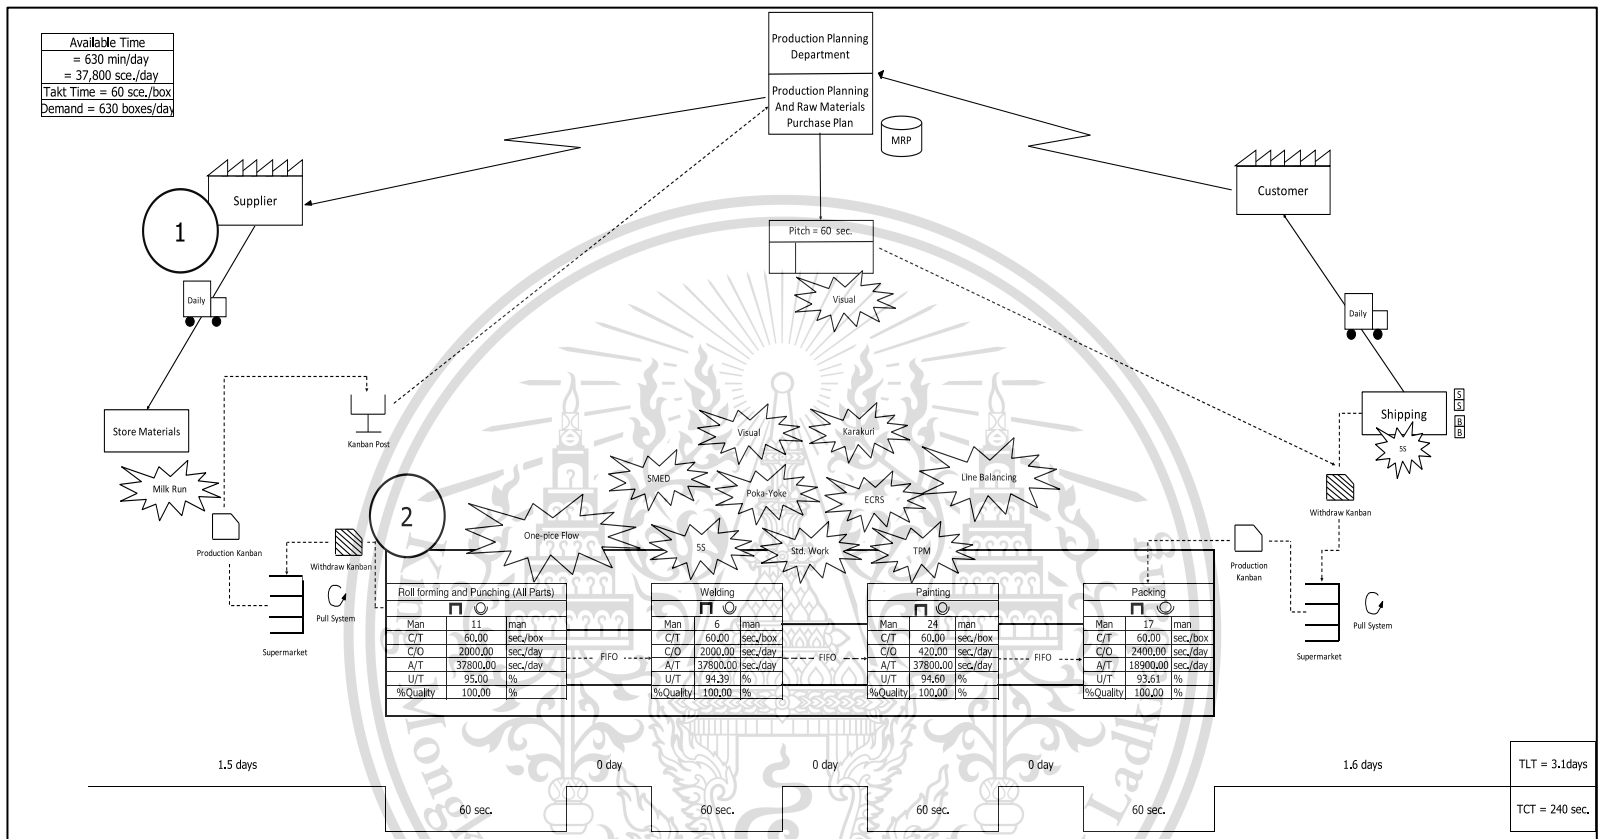 Available Time
= 630 min/day
= 37,800 sce./day
Takt Time = 60 sce./box
Demand = 630 boxes/day
Production Planning
Department
Production Planning
And Raw Materials
Purchase Plan
MRP
Supplier
1
Daily
Customer
Daily
Pitch = 60 sec.
Visual
Store Materials
Milk Run
Kanban Post
Shipping
S
S
B
B
5S
Visual
Karakuri
SMED
Line Balancing
Poka-Yoke
ECRS
2
One-pice Flow
5S
Std. Work
TPM
Production Kanban
Withdraw Kanban
Pull System
Supermarket
Withdraw Kanban
Production
Kanban
Pull System
Supermarket
Roll forming and Punching (All Parts)
Man 11 man
C/T 60.00 sec./box
C/O 2000.00 sec./day
A/T 37800.00 sec./day
U/T 95.00 %
%Quality 100.00 %
FIFO
Welding
Man 6 man
C/T 60.00 sec./box
C/O 2000.00 sec./day
A/T 37800.00 sec./day
U/T 94.39 %
%Quality 100.00 %
FIFO
Painting
Man 24 man
C/T 60.00 sec./box
C/O 420.00 sec./day
A/T 37800.00 sec./day
U/T 94.60 %
%Quality 100.00 %
FIFO
Packing
Man 17 man
C/T 60.00 sec./box
C/O 2400.00 sec./day
A/T 18900.00 sec./day
U/T 93.61 %
%Quality 100.00 %
1.5 days
0 day
0 day
0 day
1.6 days
TLT = 3.1days
60 sec.
60 sec.
60 sec.
60 sec.
TCT = 240 sec.